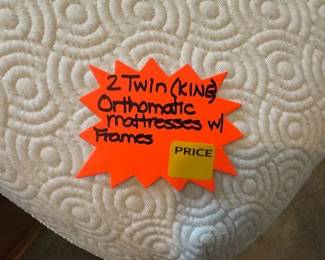 2 Twin (KING)
Orthomatic
mattresses w/
Frames
PRICE